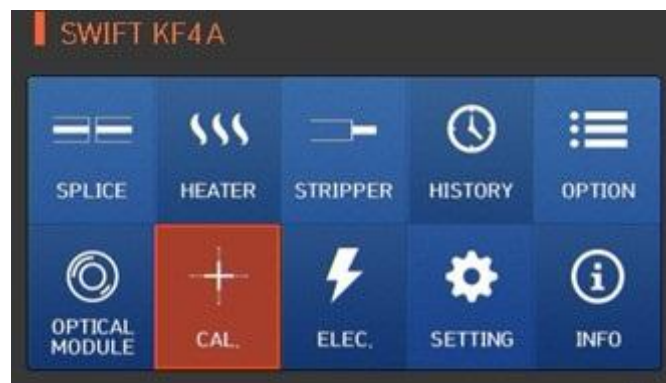 SWIFT KF4A
SPLICE
HEATER
STRIPPER
HISTORY
OPTION
OPTICAL
MODULE
CAL.
ELEC.
SETTING
INFO